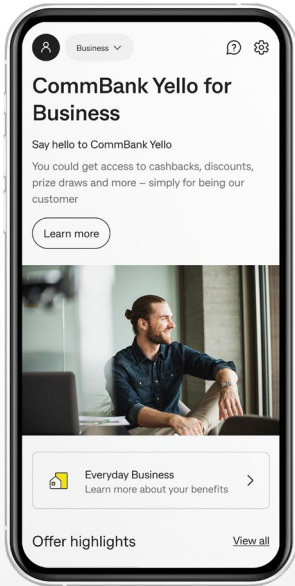 Business
CommBank Yello for
Business
Say hello to CommBank Yello
You could get access to cashbacks, discounts,
prize draws and more – simply for being our
customer
Learn more
Everyday Business
Learn more about your benefits
Offer highlights
View all